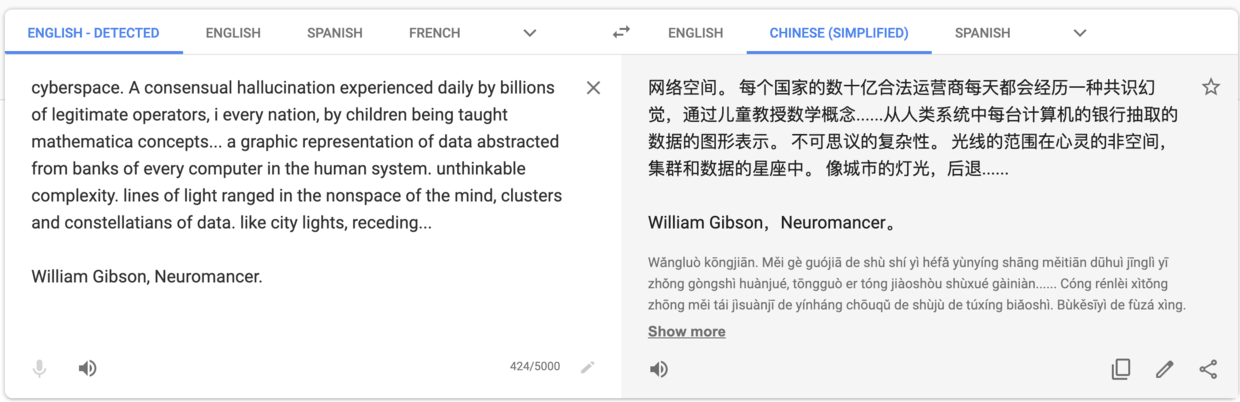 ENGLISH - DETECTED ENGLISH SPANISH FRENCH
ENGLISH CHINESE (SIMPLIFIED) SPANISH
cyberspace. A consensual hallucination experienced daily by billions
of legitimate operators, i every nation, by children being taught
mathematica concepts... a graphic representation of data abstracted
from banks of every computer in the human system. unthinkable
complexity. lines of light ranged in the nonspace of the mind, clusters
and constellatians of data. like city lights, receding...
William Gibson, Neuromancer.
424/5000
网络空间。 每个国家的数十亿合法运营商每天都会经历一种共识幻
觉，通过儿童教授数学概念......从人类系统中每台计算机的银行抽取的
数据的图形表示。 不可思议的复杂性。 光线的范围在心灵的非空间，
集群和数据的星座中。 像城市的灯光，后退......
William Gibson，Neuromancer。
Wǎngluò kōngjiān. Měi gè guójiā de shù shí yì héfǎ yùnyíng shāng měitiān dūhuì jīnglì yī
zhǒng gòngshì huànjué, tōngguò er tóng jiàoshòu shùxué gàiniàn...... Cóng rénlèi xìtǒng
zhōng měi tái jìsuànjī de yínháng chōuqǔ de shùjù de túxíng biǎoshì. Bùkěsīyì de fùzá xìng.
Show more